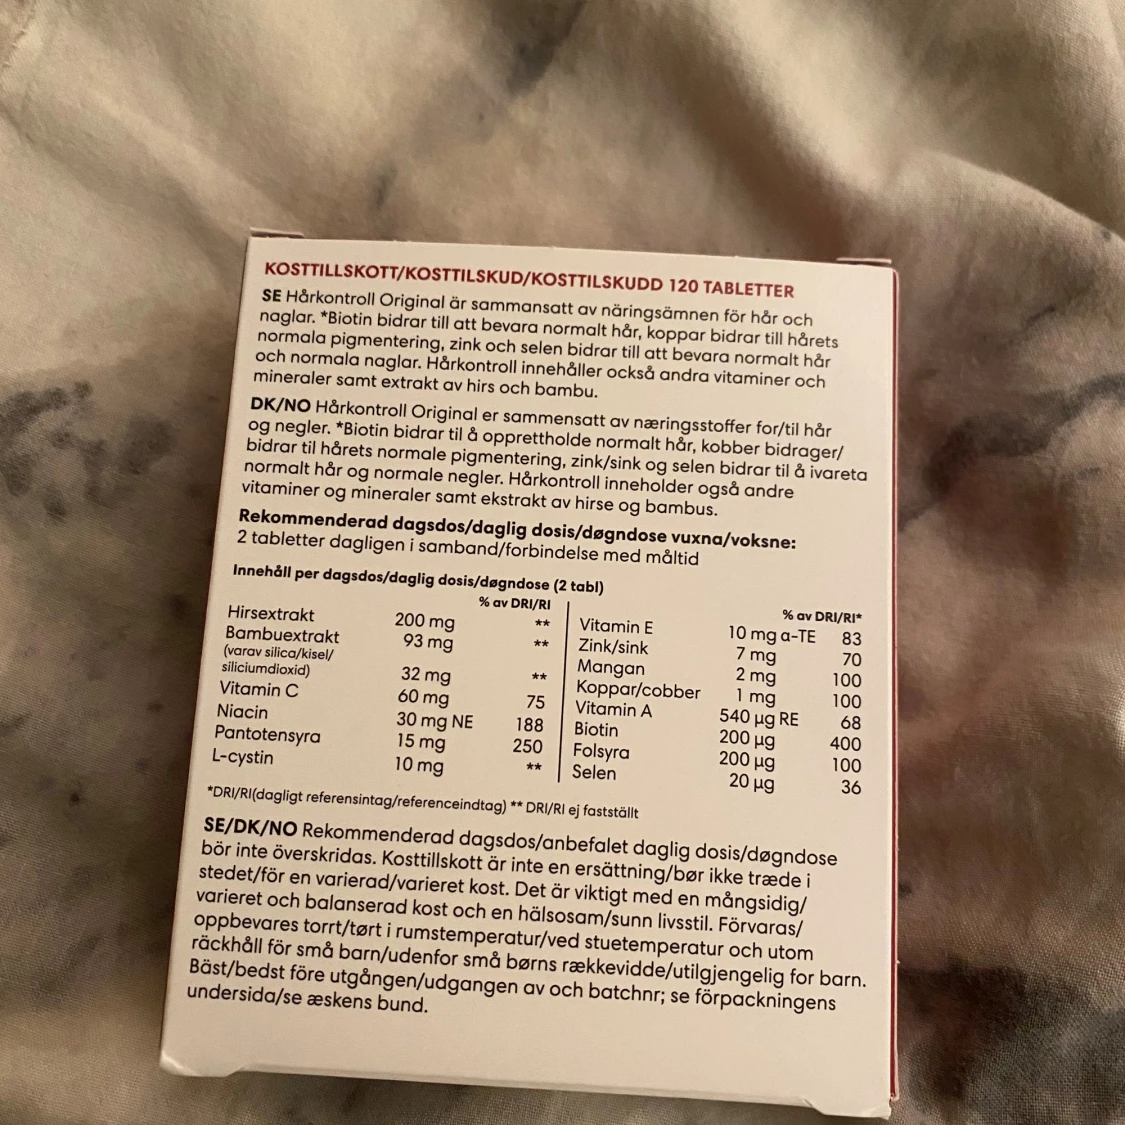 KOSTTILLSKOTT/KOSTTILSKUD/KOSTTILSKUDD 120 TABLETTER
SE Hårkontroll Original är sammansatt av näringsämnen för hår och
naglar. *Biotin bidrar till att bevara normalt hår, koppar bidrar till hårets
normala pigmentering, zink och selen bidrar till att bevara normalt hår
och normala naglar. Hårkontroll innehåller också andra vitaminer och
mineraler samt extrakt av hirs och bambu.
DK/NO Hårkontroll Original er sammensatt av næringsstoffer for/til hår
og negler. *Biotin bidrar til å opprettholde normalt hår, kobber bidrager/
bidrar til hårets normale pigmentering, zink/sink og selen bidrar til å ivareta
normalt hår og normale negler. Hårkontroll inneholder også andre
vitaminer og mineraler samt ekstrakt av hirse og bambus.
Rekommenderad dagsdos/daglig dosis/døgndose vuxna/voksne:
2 tabletter dagligen i samband/forbindelse med måltid
Innehåll per dagsdos/daglig dosis/døgndose (2 tabl)
% av DRI/RI
Hirsextrakt 200 mg **
Bambuextrakt 93 mg **
(varav silica/kisel/
siliciumdioxid) 32 mg **
Vitamin C 60 mg 75
Niacin 30 mg NE 188
Pantotensyra 15 mg 250
L-cystin 10 mg **
% av DRI/RI*
Vitamin E 10 mg α-TE 83
Zink/sink 7 mg 70
Mangan 2 mg 100
Koppar/cobber 1 mg 100
Vitamin A 540 µg RE 68
Biotin 200 µg 400
Folsyra 200 µg 100
Selen 20 µg 36
*DRI/RI(dagligt referensintag/referenceindtag) ** DRI/RI ej fastställt
SE/DK/NO Rekommenderad dagsdos/anbefalet daglig dosis/døgndose
bör inte överskridas. Kosttillskott är inte en ersättning/bør ikke træde i
stedet/för en varierad/varieret kost. Det är viktigt med en mångsidig/
varieret och balanserad kost och en hälsosam/sunn livsstil. Förvaras/
oppbevares torrt/tørt i rumstemperatur/ved stuetemperatur och utom
räckhåll för små barn/udenfor små børns rækkevidde/utilgjengelig for barn.
Bäst/bedst före utgången/udgangen av och batchnr; se förpackningens
undersida/se æskens bund.